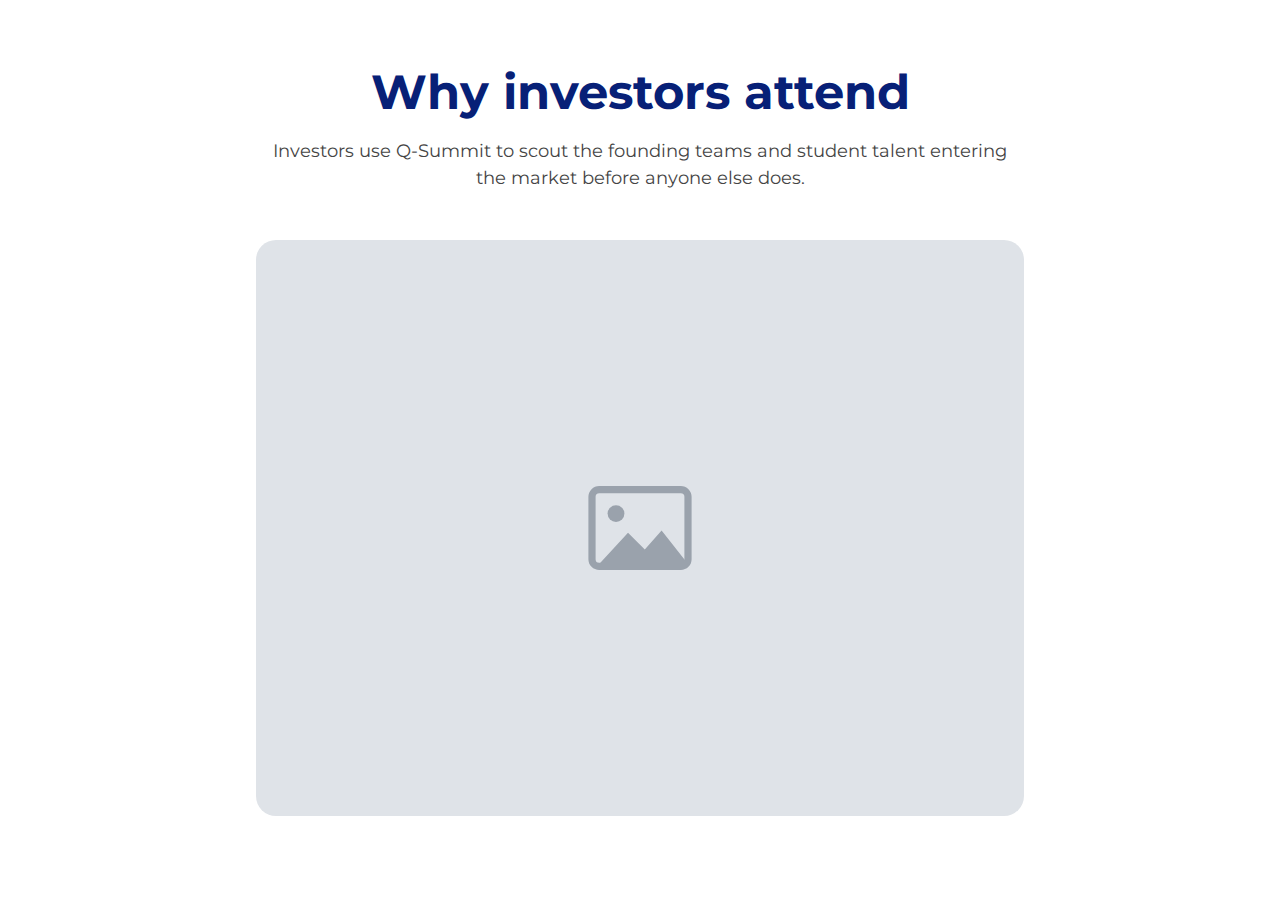 Why investors attend
Investors use Q-Summit to scout the founding teams and student talent entering
the market before anyone else does.